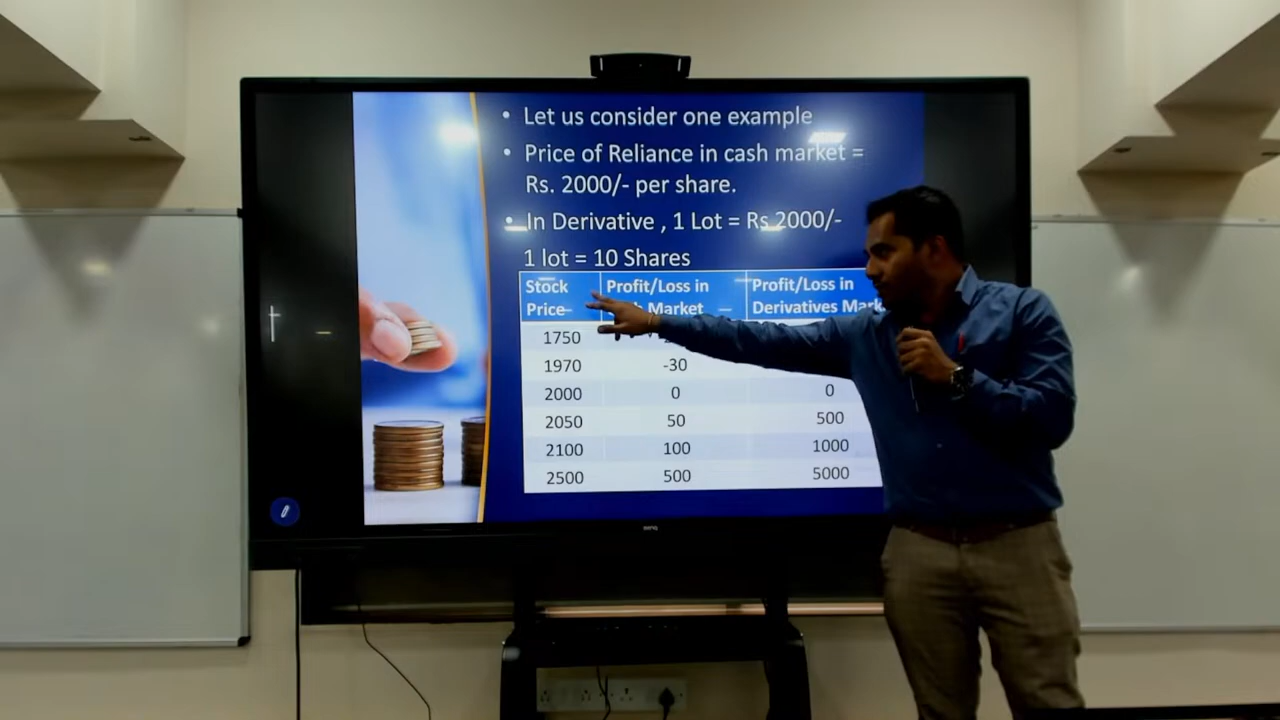 • Let us consider one example
• Price of Reliance in cash market =
Rs. 2000/- per share.
• In Derivative , 1 Lot = Rs 2000/-
1 lot = 10 Shares
Stock Price Profit/Loss in Market Profit/Loss in Derivatives
1750
1970 -30
2000 0 0
2050 50 500
2100 100 1000
2500 500 5000
BenQ